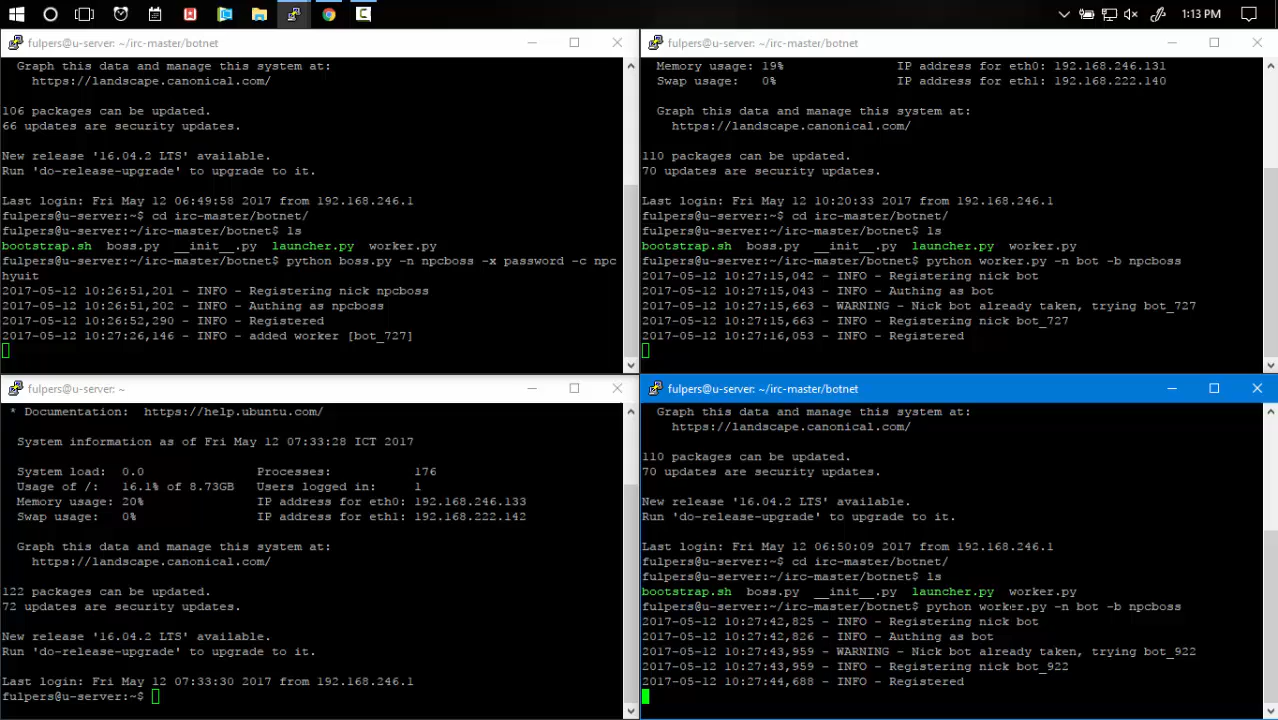 1:13 PM
fulpers@u-server: ~/irc-master/botnet
Graph this data and manage this system at:
https://landscape.canonical.com/
106 packages can be updated.
66 updates are security updates.
New release '16.04.2 LTS' available.
Run 'do-release-upgrade' to upgrade to it.
Last login: Fri May 12 06:49:58 2017 from 192.168.246.1
fulpers@u-server:~$ cd irc-master/botnet/
fulpers@u-server:~/irc-master/botnet$ ls
bootstrap.sh boss.py __init__.py launcher.py worker.py
fulpers@u-server:~/irc-master/botnet$ python boss.py -n npcboss -x password -c npc
hyuit
2017-05-12 10:26:51,201 - INFO - Registering nick npcboss
2017-05-12 10:26:51,202 - INFO - Authing as npcboss
2017-05-12 10:26:52,290 - INFO - Registered
2017-05-12 10:27:26,146 - INFO - added worker [bot_727]
fulpers@u-server: ~/irc-master/botnet
Memory usage: 19% IP address for eth0: 192.168.246.131
Swap usage: 0% IP address for eth1: 192.168.222.140
Graph this data and manage this system at:
https://landscape.canonical.com/
110 packages can be updated.
70 updates are security updates.
New release '16.04.2 LTS' available.
Run 'do-release-upgrade' to upgrade to it.
Last login: Fri May 12 10:20:33 2017 from 192.168.246.1
fulpers@u-server:~$ cd irc-master/botnet/
fulpers@u-server:~/irc-master/botnet$ ls
bootstrap.sh boss.py __init__.py launcher.py worker.py
fulpers@u-server:~/irc-master/botnet$ python worker.py -n bot -b npcboss
2017-05-12 10:27:15,042 - INFO - Registering nick bot
2017-05-12 10:27:15,043 - INFO - Authing as bot
2017-05-12 10:27:15,663 - WARNING - Nick bot already taken, trying bot_727
2017-05-12 10:27:15,663 - INFO - Registering nick bot_727
2017-05-12 10:27:16,053 - INFO - Registered
fulpers@u-server: ~
* Documentation: https://help.ubuntu.com/
System information as of Fri May 12 07:33:28 ICT 2017
System load: 0.0 Processes: 176
Usage of /: 16.1% of 8.73GB Users logged in: 1
Memory usage: 20% IP address for eth0: 192.168.246.133
Swap usage: 0% IP address for eth1: 192.168.222.142
Graph this data and manage this system at:
https://landscape.canonical.com/
122 packages can be updated.
72 updates are security updates.
New release '16.04.2 LTS' available.
Run 'do-release-upgrade' to upgrade to it.
Last login: Fri May 12 07:33:30 2017 from 192.168.246.1
fulpers@u-server:~$
fulpers@u-server: ~/irc-master/botnet
Graph this data and manage this system at:
https://landscape.canonical.com/
110 packages can be updated.
70 updates are security updates.
New release '16.04.2 LTS' available.
Run 'do-release-upgrade' to upgrade to it.
Last login: Fri May 12 06:50:09 2017 from 192.168.246.1
fulpers@u-server:~$ cd irc-master/botnet/
fulpers@u-server:~/irc-master/botnet$ ls
bootstrap.sh boss.py __init__.py launcher.py worker.py
fulpers@u-server:~/irc-master/botnet$ python worker.py -n bot -b npcboss
2017-05-12 10:27:42,825 - INFO - Registering nick bot
2017-05-12 10:27:42,826 - INFO - Authing as bot
2017-05-12 10:27:43,959 - WARNING - Nick bot already taken, trying bot_922
2017-05-12 10:27:43,959 - INFO - Registering nick bot_922
2017-05-12 10:27:44,688 - INFO - Registered